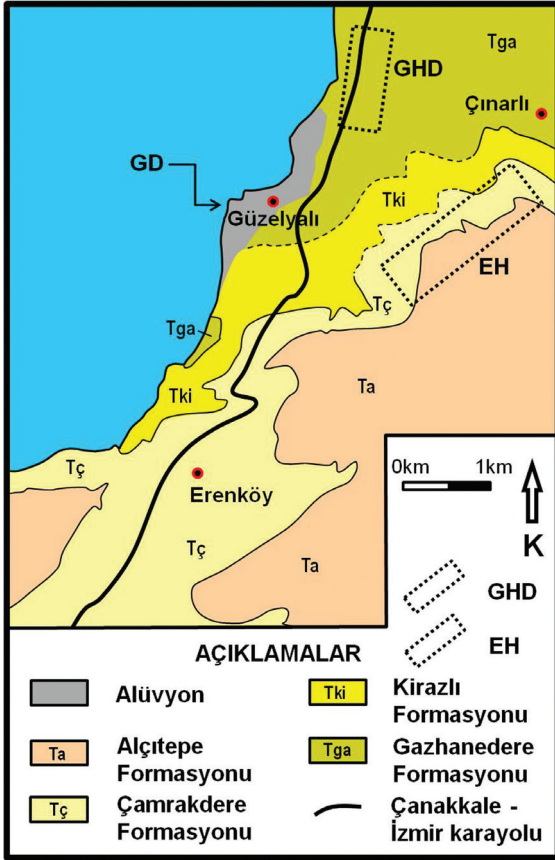 Tga
GHD
Çınarlı
GD
Güzelyalı
Tki
EH
Tç
Tga
Ta
Tki
Tç
0km 1km
Erenköy
K
Tç
Ta
GHD
EH
AÇIKLAMALAR
Alüvyon
Tki Kirazlı
Formasyonu
Ta Alçıtepe
Formasyonu
Tga Gazhanedere
Formasyonu
Tç Çamrakdere
Formasyonu
Çanakkale -
İzmir karayolu